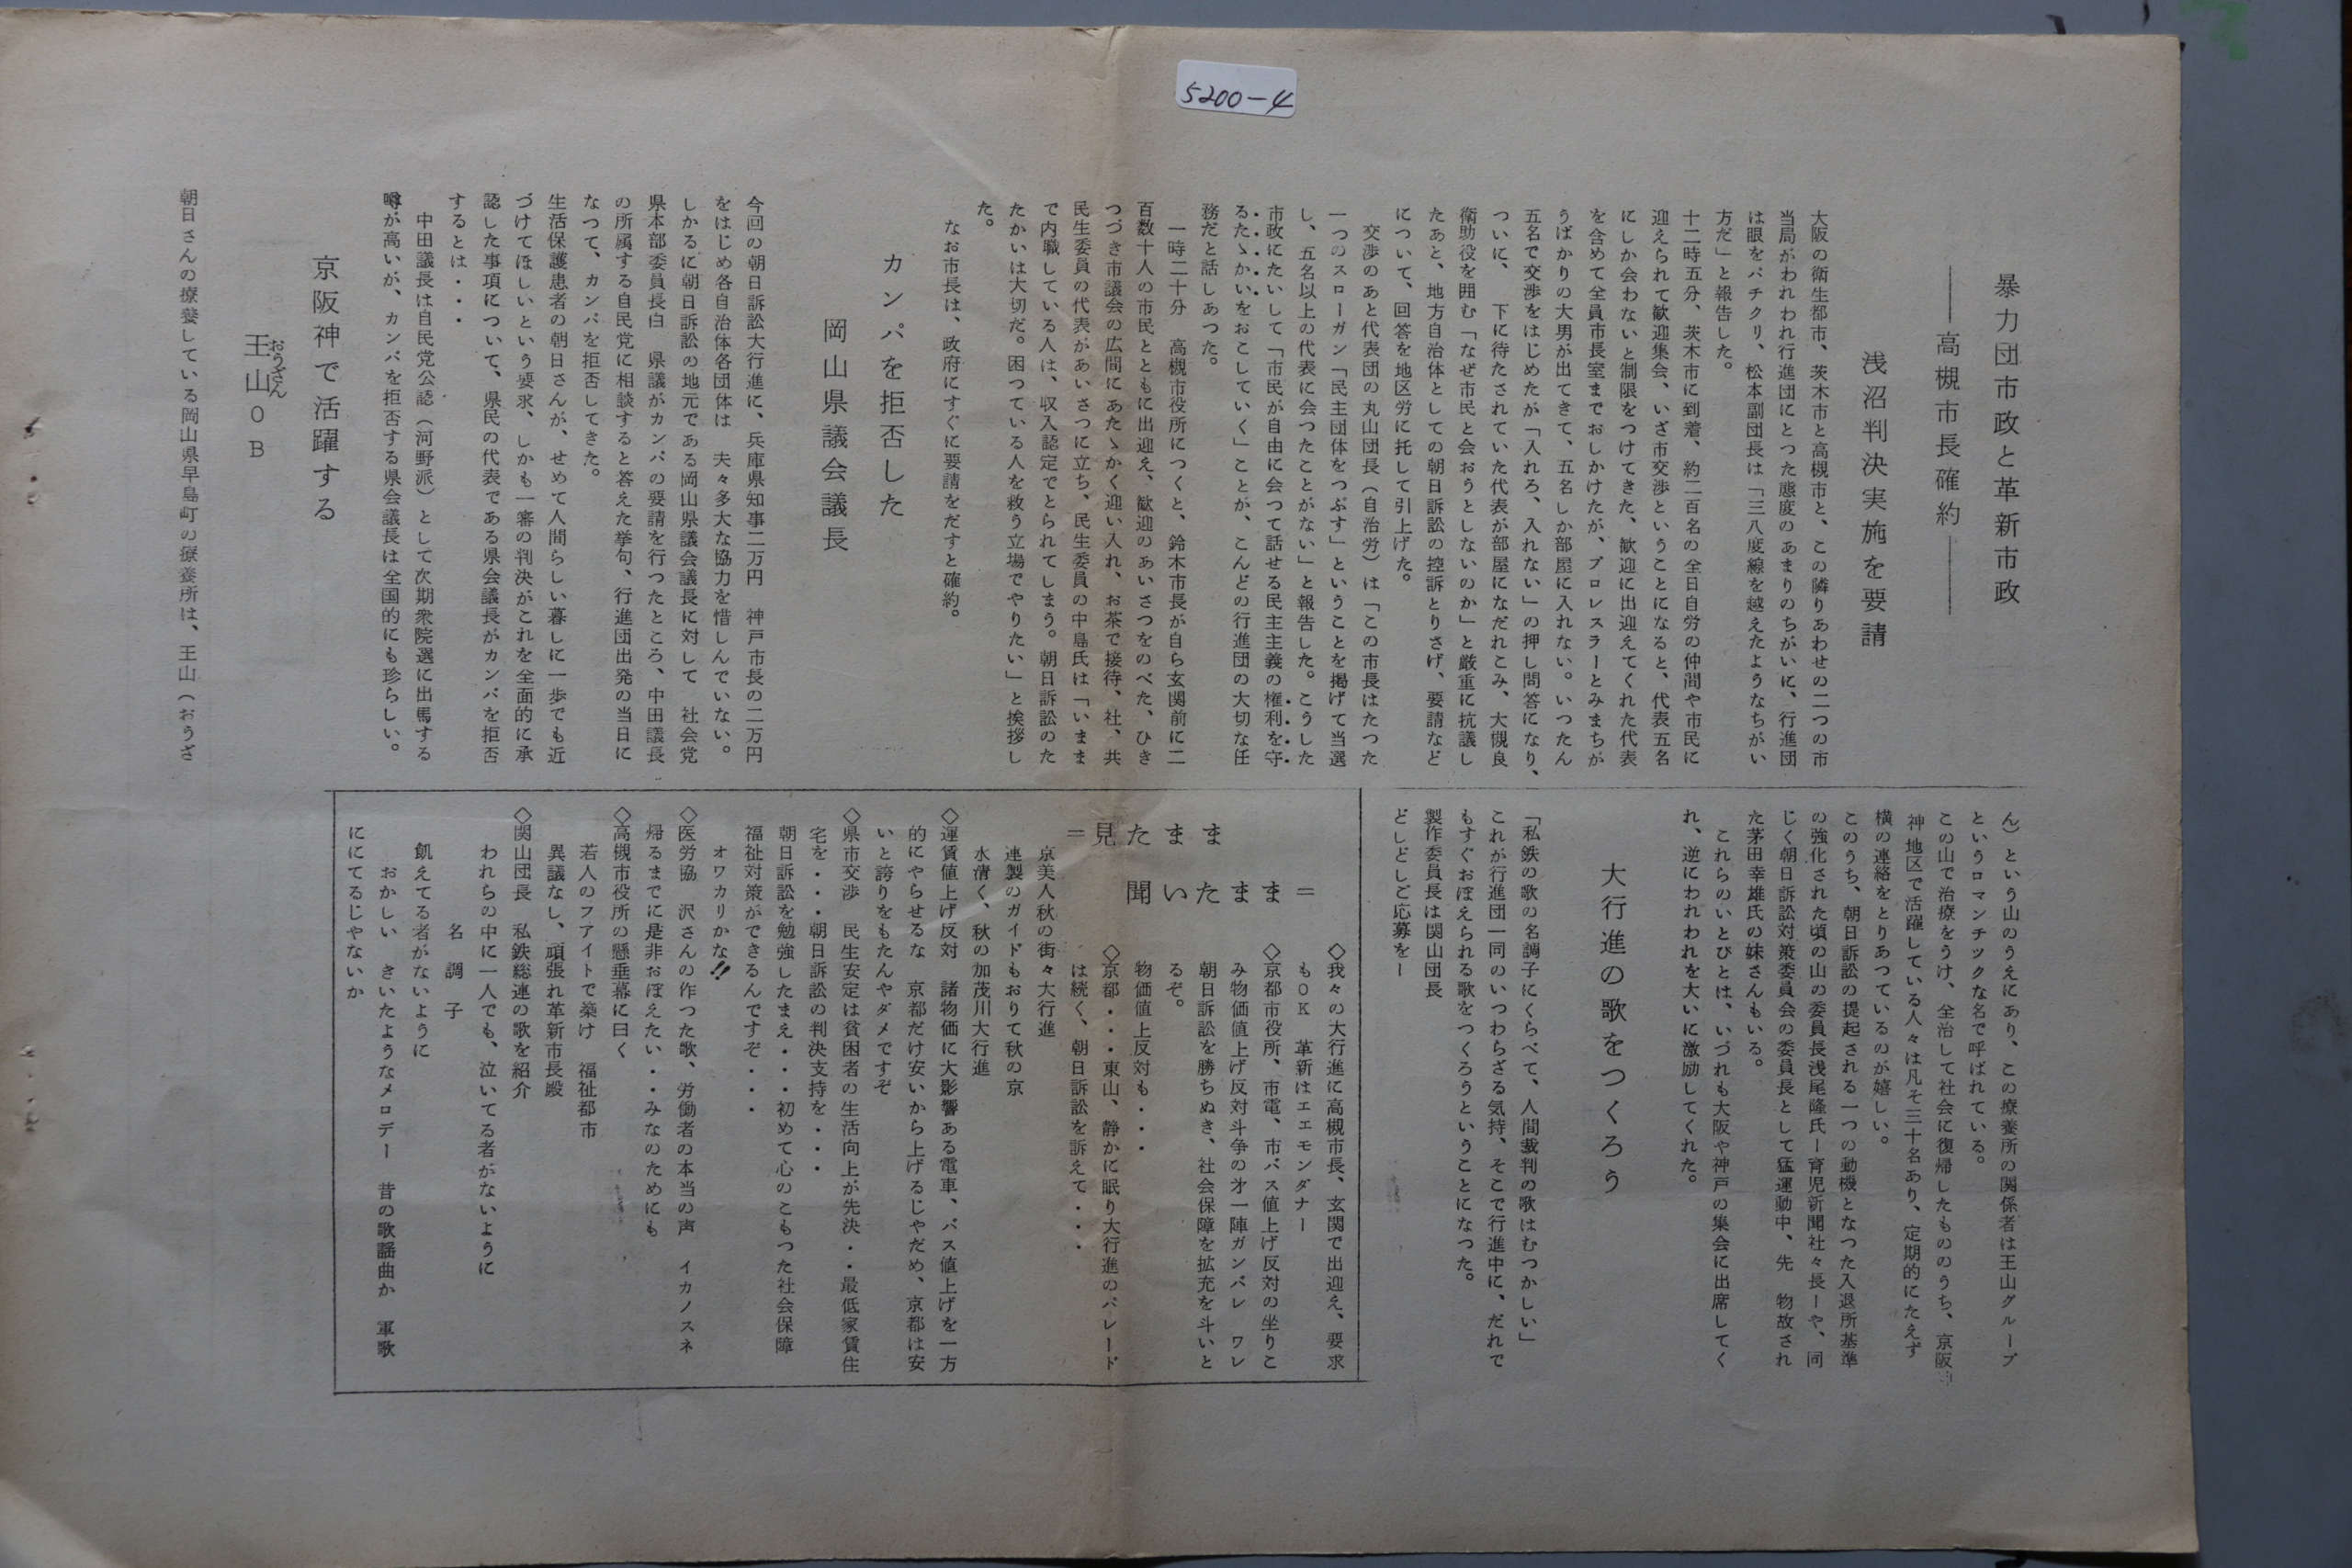 5200-4
暴力団市政と革新市政
――高槻市長確約――
浅沼判決実施を要請
大阪の衛生都市、茨木市と高槻市と、この隣りあわせの二つの市
当局がわれわれ行進団にとつた態度のあまりのちがいに、行進団
は眼をパチクリ、松本副団長は「三八度線を越えたようなちがい
方だ」と報告した。
十二時五分、茨木市に到着、約二百名の全日自労の仲間や市民に
迎えられて歓迎集会、いざ市交渉ということになると、代表五名
にしか会わないと制限をつけてきた、歓迎に出迎えてくれた代表
を含めて全員市長室までおしかけたが、プロレスラーとみまちが
うばかりの大男が出てきて、五名しか部屋に入れない。いつたん
五名で交渉をはじめたが「入れろ、入れない」の押し問答になり、
ついに、下に待たされていた代表が部屋になだれこみ、大槻良
衛助役を囲む「なぜ市民と会おうとしないのか」と厳重に抗議し
たあと、地方自治体としての朝日訴訟の控訴とりさげ、要請など
について、回答を地区労に托して引上げた。
交渉のあと代表団の丸山団長（自治労）は「この市長はたつた
一つのスローガン「民主団体をつぶす」ということを掲げて当選
し、五名以上の代表に会つたことがない」と報告した。こうした
市政にたいして「市民が自由に会つて話せる民主主義の権利を守
るたゝかいをおこしていく」ことが、こんどの行進団の大切な任
務だと話しあつた。
一時二十分　高槻市役所につくと、鈴木市長が自ら玄関前に二
百数十人の市民とともに出迎え、歓迎のあいさつをのべた、ひき
つづき市議会の広間にあたゝかく迎い入れ、お茶で接待、社、共
民生委員の代表があいさつに立ち、民生委員の中島氏は「いまま
で内職している人は、収入認定でとられてしまう。朝日訴訟のた
たかいは大切だ。困つている人を救う立場でやりたい」と挨拶し
た。
なお市長は、政府にすぐに要請をだすと確約。
カンパを拒否した
岡山県議会議長
今回の朝日訴訟大行進に、兵庫県知事二万円　神戸市長の二万円
をはじめ各自治体各団体は　夫々多大な協力を惜しんでいない。
しかるに朝日訴訟の地元である岡山県議会議長に対して　社会党
県本部委員長白　県議がカンパの要請を行つたところ、中田議長
の所属する自民党に相談すると答えた挙句、行進団出発の当日に
なつて、カンパを拒否してきた。
生活保護患者の朝日さんが、せめて人間らしい暮しに一歩でも近
づけてほしいという要求、しかも一審の判決がこれを全面的に承
認した事項について、県民の代表である県会議長がカンパを拒否
するとは・・・
中田議長は自民党公認（河野派）として次期衆院選に出馬する
噂が高いが、カンパを拒否する県会議長は全国的にも珍らしい。
京阪神で活躍する
王山OB
おうざん
朝日さんの療養している岡山県早島町の療養所は、王山（おうざ
ん）という山のうえにあり、この療養所の関係者は王山グループ
というロマンチツクな名で呼ばれている。
この山で治療をうけ、全治して社会に復帰したもののうち、京阪
神地区で活躍している人々は凡そ三十名あり、定期的にたえず
横の連絡をとりあつているのが嬉しい。
このうち、朝日訴訟の提起される一つの動機となつた入退所基準
の強化された頃の山の委員長浅尾隆氏ー育児新聞社々長ーや、同
じく朝日訴訟対策委員会の委員長として猛運動中、先　物故され
た茅田幸雄氏の妹さんもいる。
これらのいとびとは、いづれも大阪や神戸の集会に出席してく
れ、逆にわれわれを大いに激励してくれた。
大行進の歌をつくろう
「私鉄の歌の名調子にくらべて、人間裁判の歌はむつかしい」
これが行進団一同のいつわらざる気持、そこで行進中に、だれで
もすぐおぼえられる歌をつくろうということになつた。
製作委員長は関山団長
どしどしご応募をー
＝見たまま
聞いたまま＝
◇我々の大行進に高槻市長、玄関で出迎え、要求
もOK　革新はエエモンダナー
◇京都市役所、市電、市バス値上げ反対の坐りこ
み物価値上げ反対斗争の才一陣ガンバレ　ワレ
朝日訴訟を勝ちぬき、社会保障を拡充を斗いと
るぞ。
物価値上反対も・・・
◇京都・・・東山、静かに眠り大行進のパレード
は続く、朝日訴訟を訴えて・・・
京美人秋の街々大行進
連製のガイドもおりて秋の京
水清く、秋の加茂川大行進
◇運賃値上げ反対　諸物価に大影響ある電車、バス値上げを一方
的にやらせるな　京都だけ安いから上げるじやだめ、京都は安
いと誇りをもたんやダメですぞ
◇県市交渉　民生安定は貧困者の生活向上が先決・・最低家賃住
宅を・・・朝日訴訟の判決支持を・・・
朝日訴訟を勉強したまえ・・・初めて心のこもつた社会保障
福祉対策ができるんですぞ・・・
オワカリかな!!
◇医労協　沢さんの作つた歌、労働者の本当の声　イカノスネ
帰るまでに是非おぼえたい・・みなのためにも
◇高槻市役所の懸垂幕に曰く
若人のフアイトで築け　福祉都市
異議なし、頑張れ革新市長殿
◇関山団長　私鉄総連の歌を紹介
われらの中に一人でも、泣いてる者がないように
名調子
飢えてる者がないように
おかしい　きいたようなメロデー　昔の歌謡曲か　軍歌
ににてるじやないか